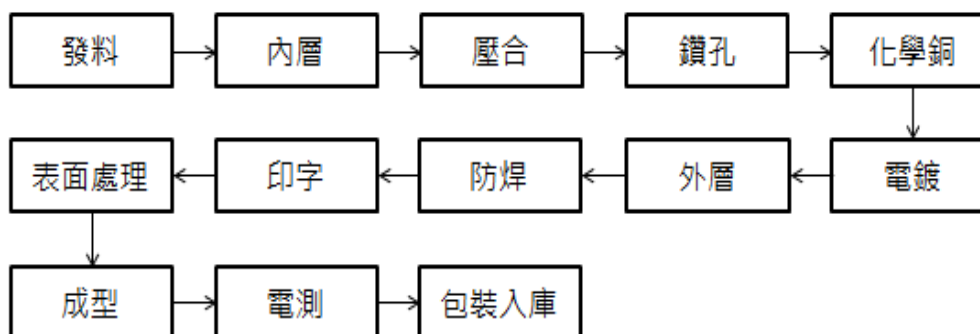 發料 內層 壓合 鑽孔 化學銅
表面處理 印字 防焊 外層 電鍍
成型 電測 包裝入庫